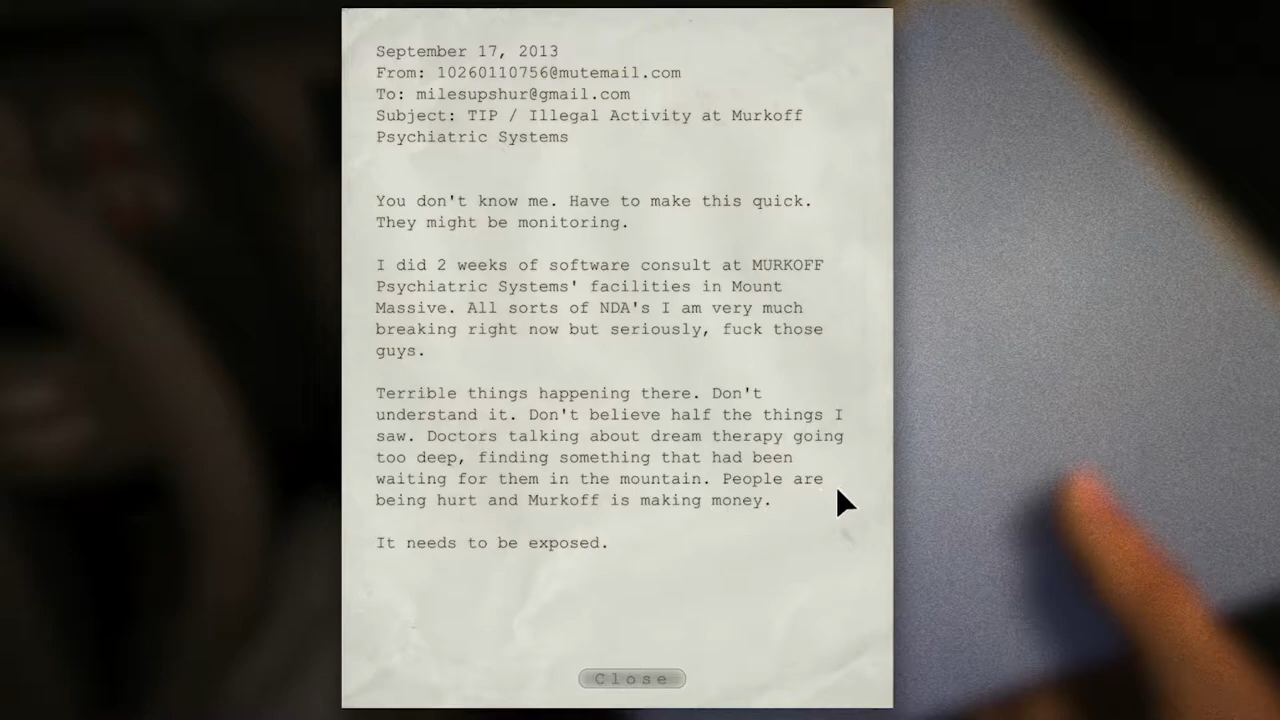 September 17, 2013
From: 10260110756@mutemail.com
To: milesupshur@gmail.com
Subject: TIP / Illegal Activity at Murkoff
Psychiatric Systems
You don't know me. Have to make this quick.
They might be monitoring.
I did 2 weeks of software consult at MURKOFF
Psychiatric Systems' facilities in Mount
Massive. All sorts of NDA's I am very much
breaking right now but seriously, fuck those
guys.
Terrible things happening there. Don't
understand it. Don't believe half the things I
saw. Doctors talking about dream therapy going
too deep, finding something that had been
waiting for them in the mountain. People are
being hurt and Murkoff is making money.
It needs to be exposed.
Close